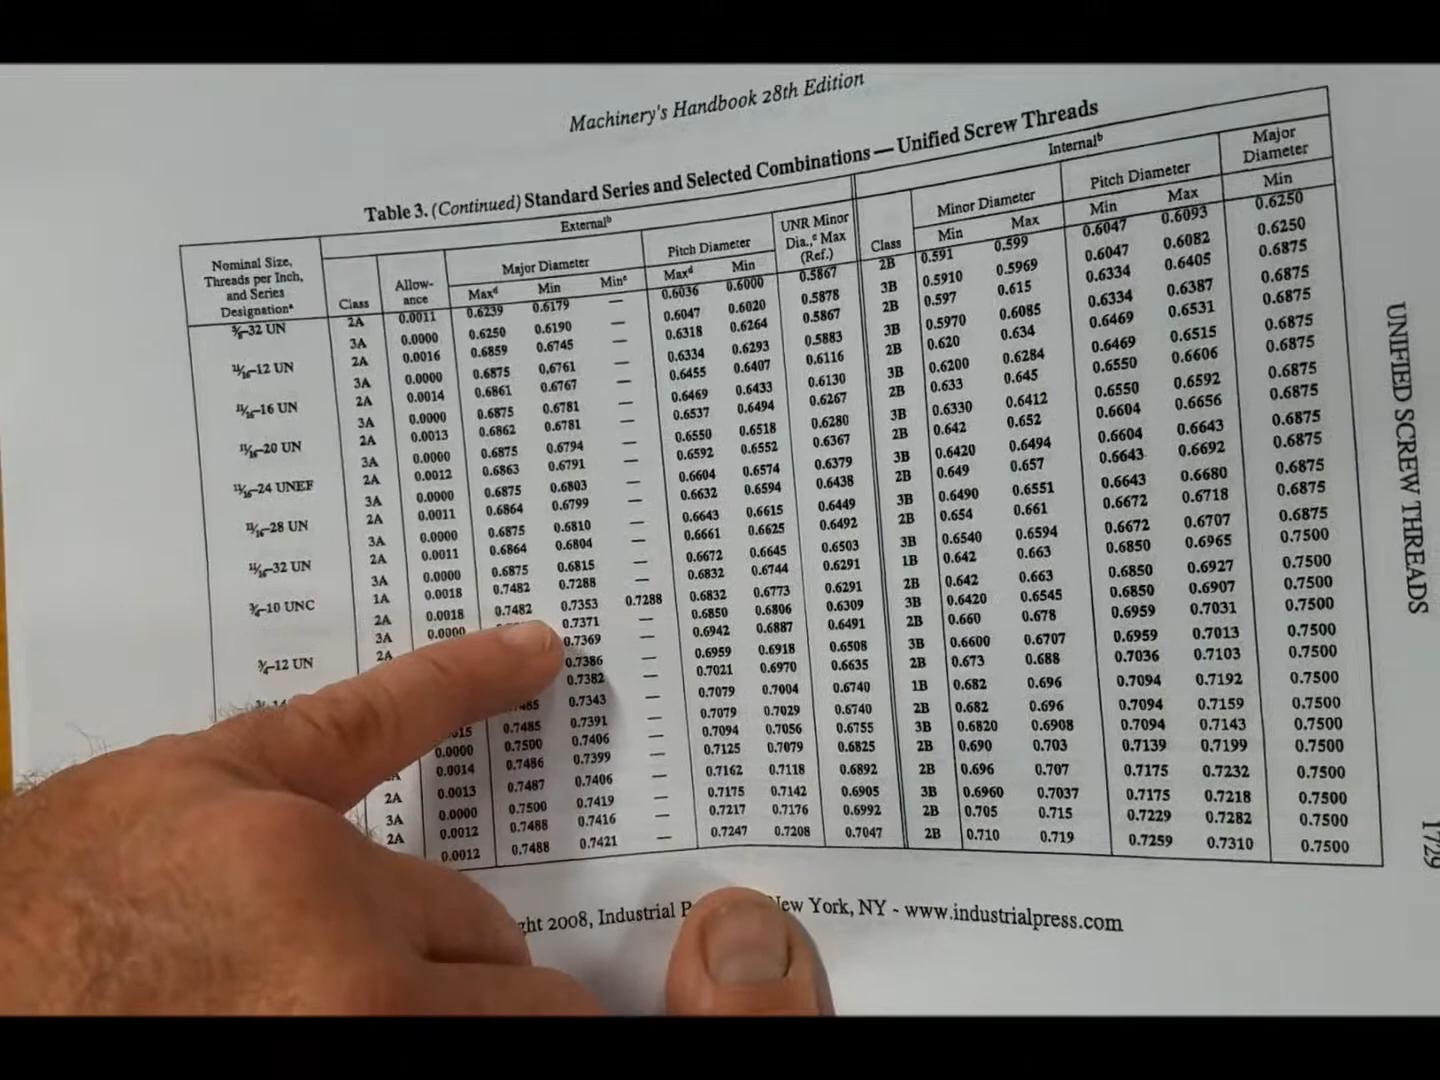 Machinery's Handbook 28th Edition
Table 3. (Continued) Standard Series and Selected Combinations — Unified Screw Threads
Externalᵇ Internalᵇ
Nominal Size, Threads per Inch, and Series Designationᵃ Class Allow-ance Major Diameter Pitch Diameter UNR Minor Dia.,ᶜ Max (Ref.) Class Minor Diameter Pitch Diameter Major Diameter
Maxᵈ Min Minᵉ Maxᵈ Min Min Max Min Max Min
⅝–32 UN 2A 0.0011 0.6239 0.6179 — 0.6036 0.6000 0.5867 2B 0.591 0.599 0.6047 0.6093 0.6250
3A 0.0000 0.6250 0.6190 — 0.6047 0.6020 0.5878 3B 0.5910 0.5969 0.6047 0.6082 0.6250
11⁄16–12 UN 2A 0.0016 0.6859 0.6745 — 0.6318 0.6264 0.5867 2B 0.597 0.615 0.6334 0.6405 0.6875
3A 0.0000 0.6875 0.6761 — 0.6334 0.6293 0.5883 3B 0.5970 0.6085 0.6334 0.6387 0.6875
11⁄16–16 UN 2A 0.0014 0.6861 0.6767 — 0.6455 0.6407 0.6116 2B 0.620 0.634 0.6469 0.6531 0.6875
3A 0.0000 0.6875 0.6781 — 0.6469 0.6433 0.6130 3B 0.6200 0.6284 0.6469 0.6515 0.6875
11⁄16–20 UN 2A 0.0013 0.6862 0.6781 — 0.6537 0.6494 0.6267 2B 0.633 0.645 0.6550 0.6606 0.6875
3A 0.0000 0.6875 0.6794 — 0.6550 0.6518 0.6280 3B 0.6330 0.6412 0.6550 0.6592 0.6875
11⁄16–24 UNEF 2A 0.0012 0.6863 0.6791 — 0.6592 0.6552 0.6367 2B 0.642 0.652 0.6604 0.6656 0.6875
3A 0.0000 0.6875 0.6803 — 0.6604 0.6574 0.6379 3B 0.6420 0.6494 0.6604 0.6643 0.6875
11⁄16–28 UN 2A 0.0011 0.6864 0.6799 — 0.6632 0.6594 0.6438 2B 0.649 0.657 0.6643 0.6692 0.6875
3A 0.0000 0.6875 0.6810 — 0.6643 0.6615 0.6449 3B 0.6490 0.6551 0.6643 0.6680 0.6875
11⁄16–32 UN 2A 0.0011 0.6864 0.6804 — 0.6661 0.6625 0.6492 2B 0.654 0.661 0.6672 0.6718 0.6875
3A 0.0000 0.6875 0.6815 — 0.6672 0.6645 0.6503 3B 0.6540 0.6594 0.6672 0.6707 0.6875
¾–10 UNC 1A 0.0018 0.7482 0.7288 — 0.6832 0.6744 0.6291 1B 0.642 0.663 0.6850 0.6965 0.7500
2A 0.0018 0.7482 0.7353 0.7288 0.6832 0.6773 0.6291 2B 0.642 0.663 0.6850 0.6927 0.7500
3A 0.0000 0.7371 — 0.6850 0.6806 0.6309 3B 0.6420 0.6545 0.6850 0.6907 0.7500
¾–12 UN 2A 0.7369 — 0.6942 0.6887 0.6491 2B 0.660 0.678 0.6959 0.7031 0.7500
0.7386 — 0.6959 0.6918 0.6508 3B 0.6600 0.6707 0.6959 0.7013 0.7500
0.7382 — 0.7021 0.6970 0.6635 2B 0.673 0.688 0.7036 0.7103 0.7500
0.7343 — 0.7079 0.7004 0.6740 1B 0.682 0.696 0.7094 0.7192 0.7500
0.7485 0.7391 — 0.7079 0.7029 0.6740 2B 0.682 0.696 0.7094 0.7159 0.7500
0.0000 0.7500 0.7406 — 0.7094 0.7056 0.6755 3B 0.6820 0.6908 0.7094 0.7143 0.7500
0.0014 0.7486 0.7399 — 0.7125 0.7079 0.6825 2B 0.690 0.703 0.7139 0.7199 0.7500
2A 0.0013 0.7487 0.7406 — 0.7162 0.7118 0.6892 2B 0.696 0.707 0.7175 0.7232 0.7500
3A 0.0000 0.7500 0.7419 — 0.7175 0.7142 0.6905 3B 0.6960 0.7037 0.7175 0.7218 0.7500
2A 0.0012 0.7488 0.7416 — 0.7217 0.7176 0.6992 2B 0.705 0.715 0.7229 0.7282 0.7500
0.0012 0.7488 0.7421 — 0.7247 0.7208 0.7047 2B 0.710 0.719 0.7259 0.7310 0.7500
2008, Industrial New York, NY - www.industrialpress.com
UNIFIED SCREW THREADS
1729